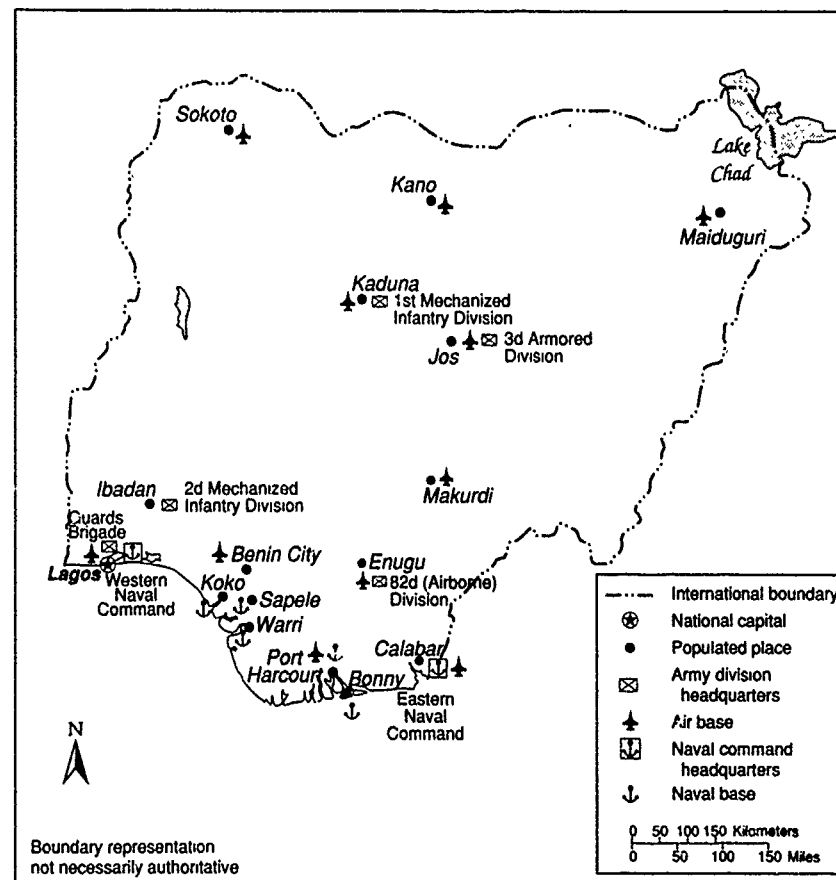 Sokoto
Kano
Lake
Chad
Maiduguri
Kaduna
1st Mechanized
Infantry Division
3d Armored
Division
Jos
Ibadan
2d Mechanized
Infantry Division
Makurdi
Guards
Brigade
Lagos
Western
Naval
Command
Benin City
Koko
Sapele
Warri
Enugu
82d (Airborne)
Division
Port
Harcourt
Bonny
Calabar
Eastern
Naval
Command
International boundary
National capital
Populated place
Army division
headquarters
Air base
Naval command
headquarters
Naval base
0 50 100 150 Kilometers
0 50 100 150 Miles
N
Boundary representation
not necessarily authoritative